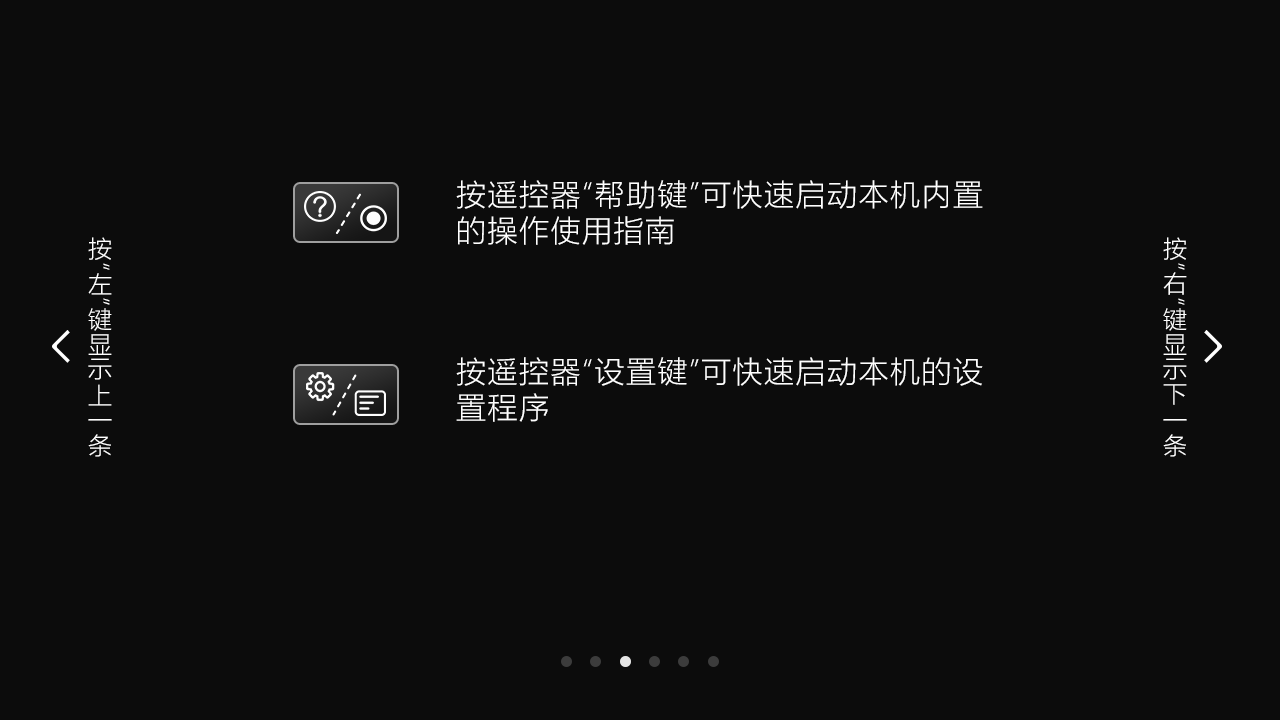 按遥控器“帮助键”可快速启动本机内置
的操作使用指南
按“左”键显示上一条
按“右”键显示下一条
按遥控器“设置键”可快速启动本机的设
置程序